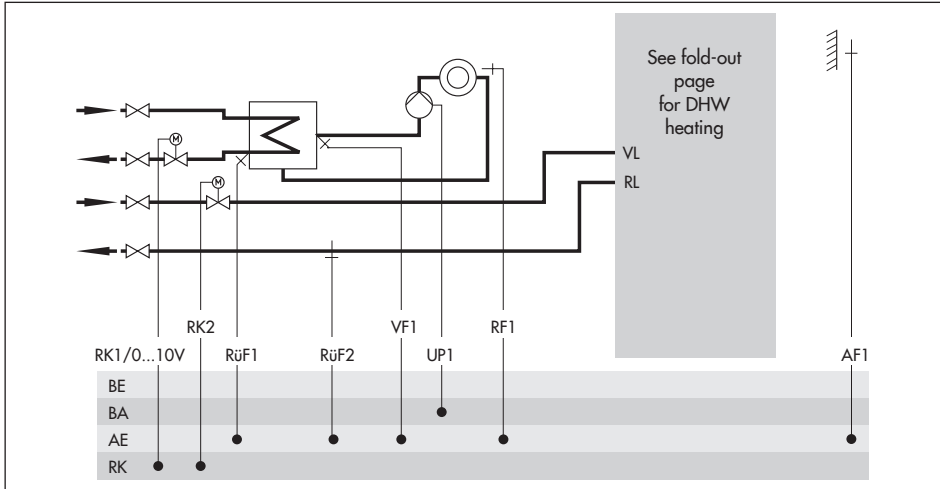 See fold-out
page
for DHW
heating
M
VL
M
RL
RK2 VF1 RF1
RK1/0...10V RüF1 RüF2 UP1 AF1
BE
BA
AE
RK